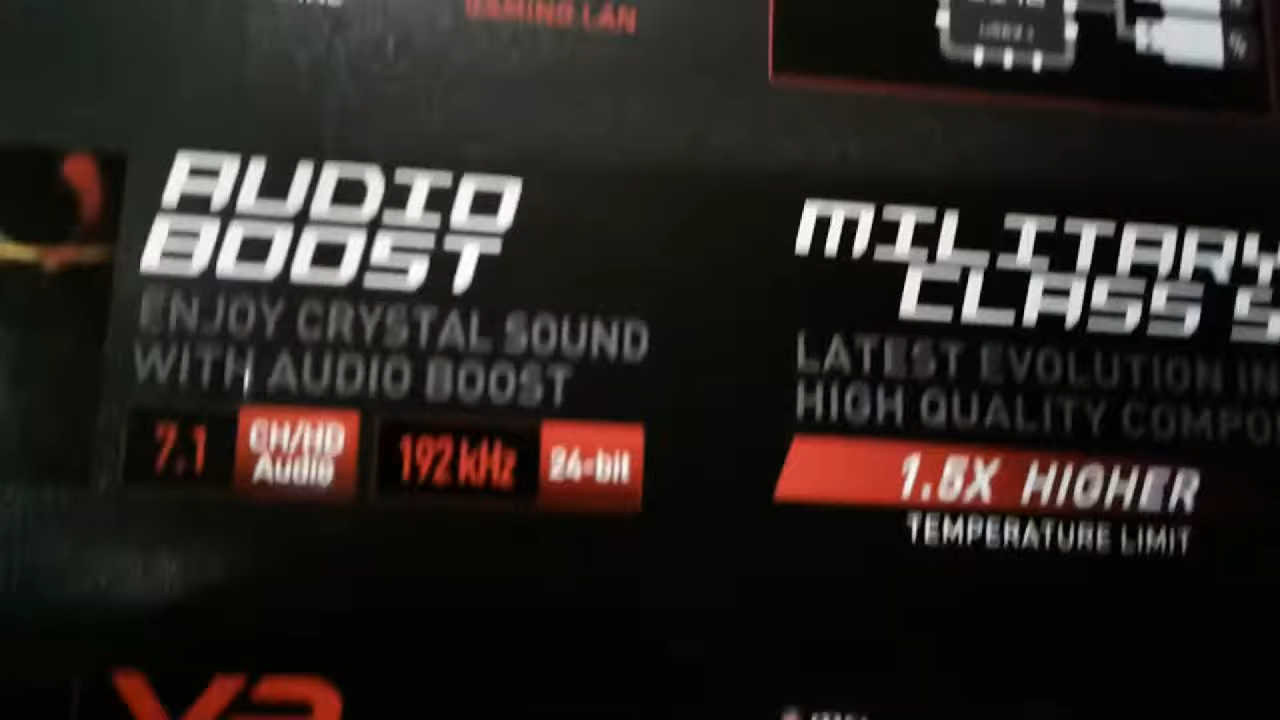 GAMING LAN
AUDIO
BOOST
ENJOY CRYSTAL SOUND
WITH AUDIO BOOST
7.1
CH/HD
Audio
192 kHz
24-bit
MILITARY
CLASS 5
LATEST EVOLUTION IN
HIGH QUALITY
1.5X HIGHER
TEMPERATURE LIMIT